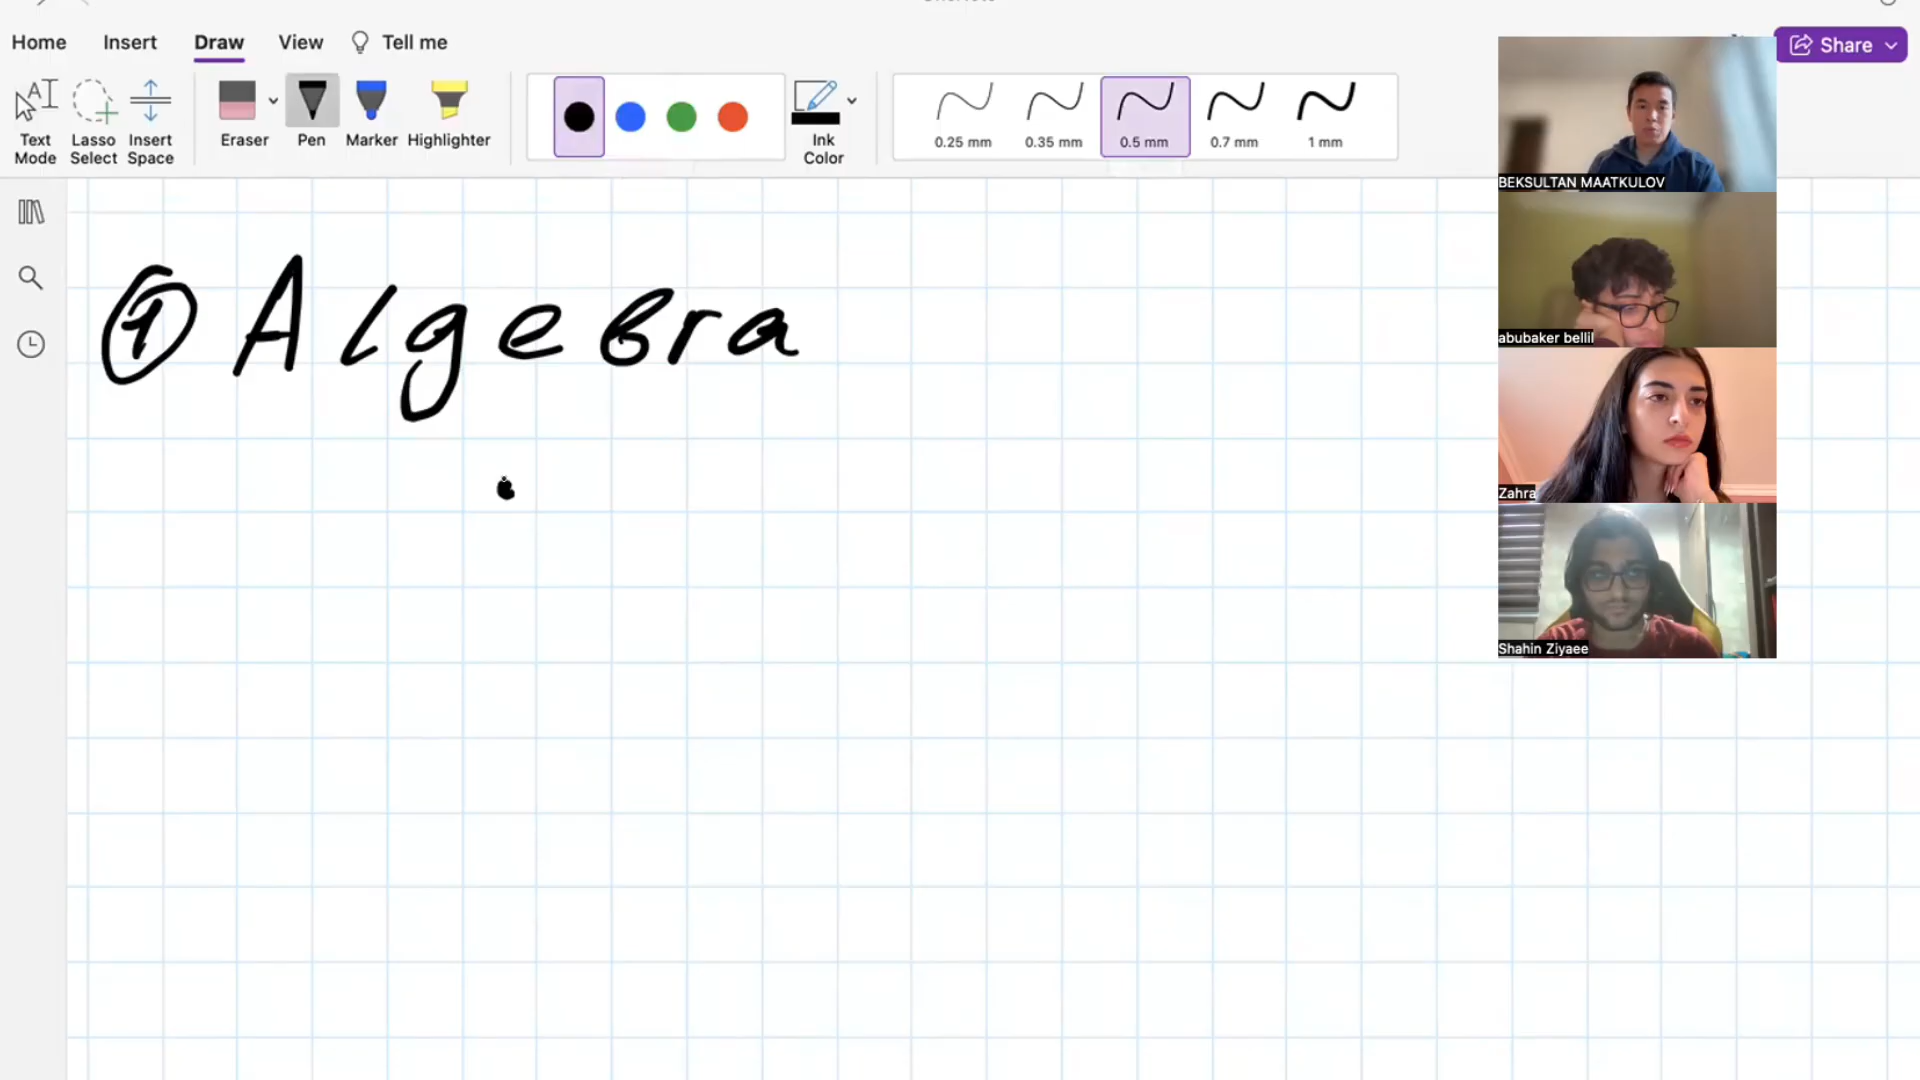 Home Insert Draw View Tell me Share
Text Mode
Lasso Select
Insert Space
Eraser
Pen
Marker
Highlighter
Ink Color
0.25 mm
0.35 mm
0.5 mm
0.7 mm
1 mm
BEKSULTAN MAATKULOV
① Algebra
abubaker bellil
Zahra
Shahin Ziyaee